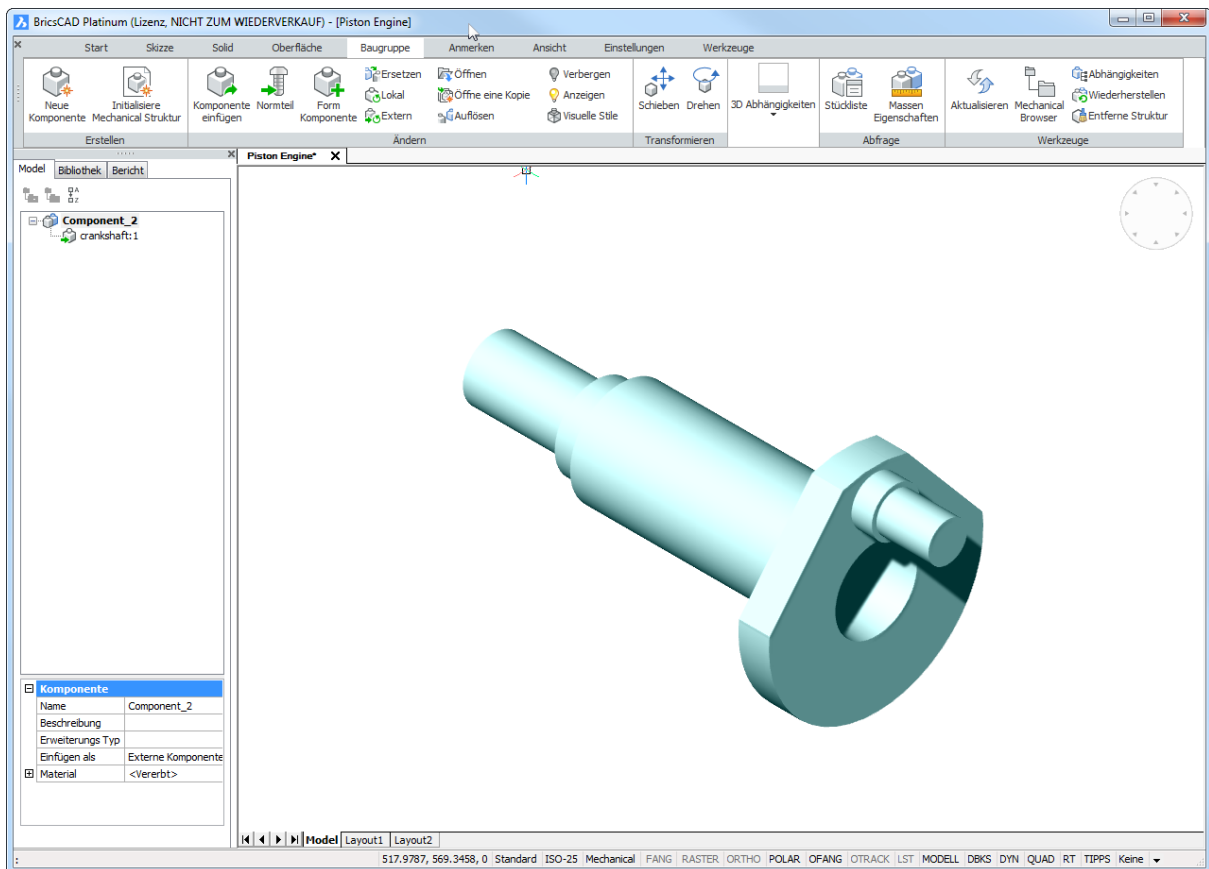 BricsCAD Platinum (Lizenz, NICHT ZUM WIEDERVERKAUF) - [Piston Engine]
Start Skizze Solid Oberfläche Baugruppe Anmerken Ansicht Einstellungen Werkzeuge
Neue Komponente
Initialisiere Mechanical Struktur
Erstellen
Komponente einfügen
Normteil
Form Komponente
Ersetzen
Lokal
Extern
Öffnen
Öffne eine Kopie
Auflösen
Verbergen
Anzeigen
Visuelle Stile
Ändern
Schieben
Drehen
Transformieren
3D Abhängigkeiten
Stückliste
Massen Eigenschaften
Abfrage
Aktualisieren
Mechanical Browser
Abhängigkeiten
Wiederherstellen
Entferne Struktur
Werkzeuge
Piston Engine* X
Model Bibliothek Bericht
Component_2
crankshaft:1
Komponente
Name Component_2
Beschreibung
Erweiterungs Typ
Einfügen als Externe Komponente
Material <Vererbt>
Model Layout1 Layout2
: 517.9787, 569.3458, 0 Standard ISO-25 Mechanical FANG RASTER ORTHO POLAR OFANG OTRACK LST MODELL DBKS DYN QUAD RT TIPPS Keine